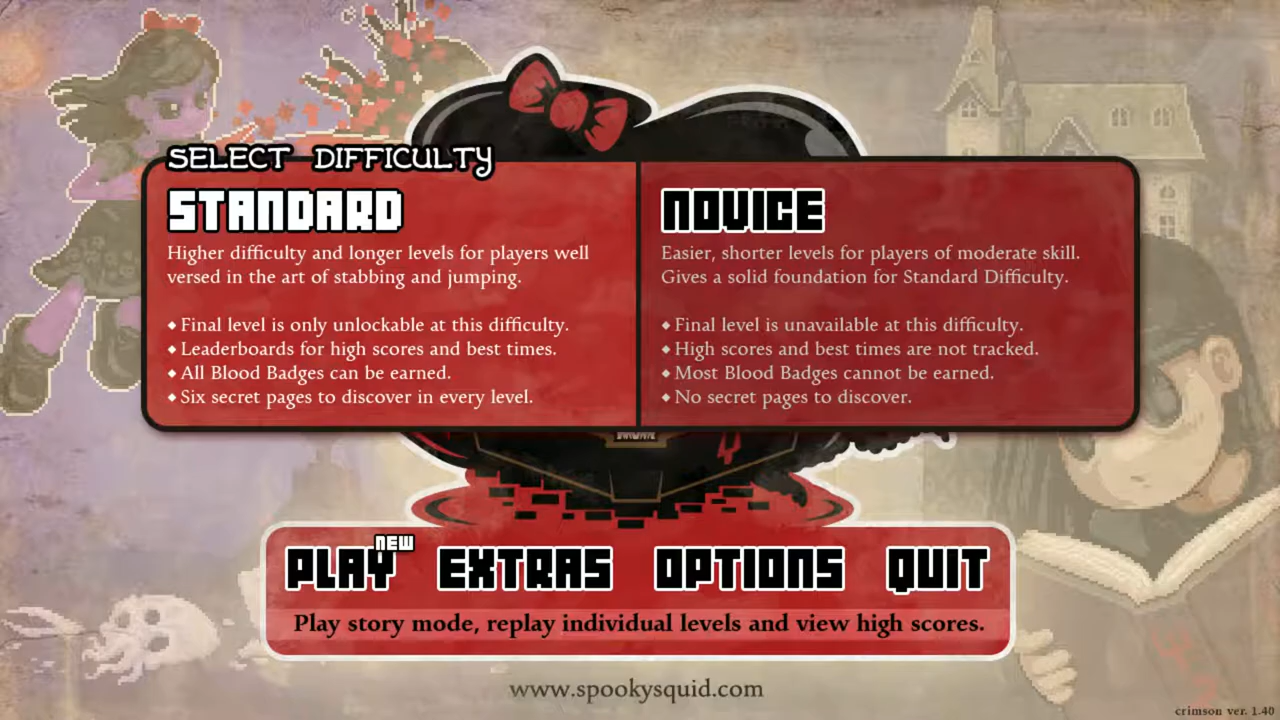 SELECT DIFFICULTY
STANDARD
Higher difficulty and longer levels for players well
versed in the art of stabbing and jumping.
◆ Final level is only unlockable at this difficulty.
◆ Leaderboards for high scores and best times.
◆ All Blood Badges can be earned.
◆ Six secret pages to discover in every level.
NOVICE
Easier, shorter levels for players of moderate skill.
Gives a solid foundation for Standard Difficulty.
◆ Final level is unavailable at this difficulty.
◆ High scores and best times are not tracked.
◆ Most Blood Badges cannot be earned.
◆ No secret pages to discover.
NEW
PLAY EXTRAS OPTIONS QUIT
Play story mode, replay individual levels and view high scores.
www.spookysquid.com
crimson ver. 1.40